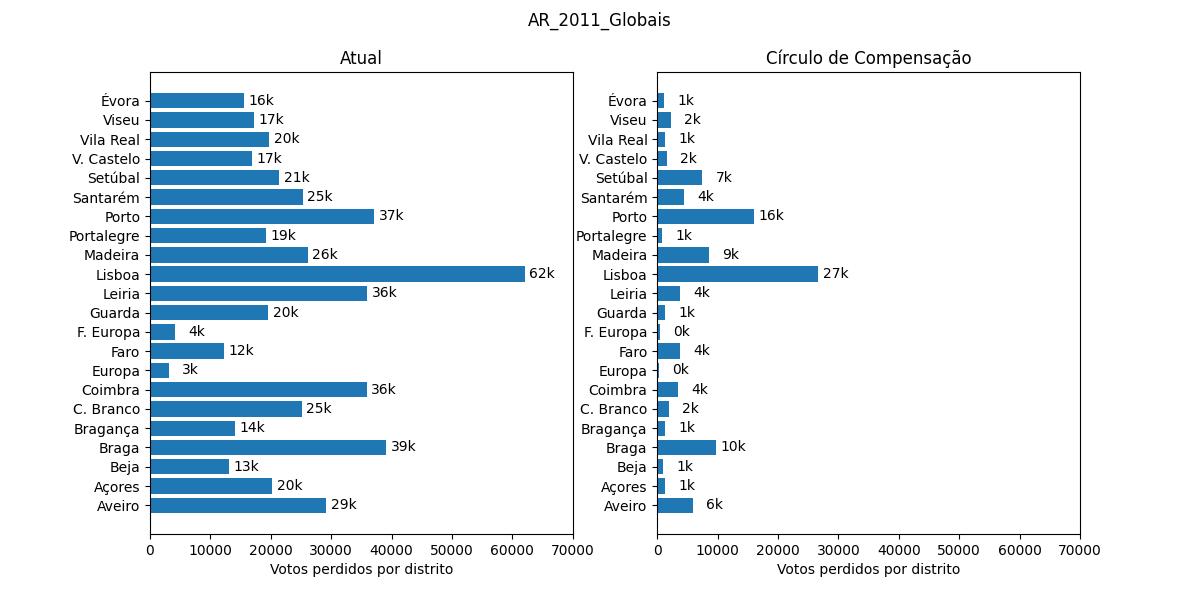 AR_2011_Globais
Atual
Évora 16k
Viseu 17k
Vila Real 20k
V. Castelo 17k
Setúbal 21k
Santarém 25k
Porto 37k
Portalegre 19k
Madeira 26k
Lisboa 62k
Leiria 36k
Guarda 20k
F. Europa 4k
Faro 12k
Europa 3k
Coimbra 36k
C. Branco 25k
Bragança 14k
Braga 39k
Beja 13k
Açores 20k
Aveiro 29k
0 10000 20000 30000 40000 50000 60000 70000
Votos perdidos por distrito
Círculo de Compensação
Évora 1k
Viseu 2k
Vila Real 1k
V. Castelo 2k
Setúbal 7k
Santarém 4k
Porto 16k
Portalegre 1k
Madeira 9k
Lisboa 27k
Leiria 4k
Guarda 1k
F. Europa 0k
Faro 4k
Europa 0k
Coimbra 4k
C. Branco 2k
Bragança 1k
Braga 10k
Beja 1k
Açores 1k
Aveiro 6k
0 10000 20000 30000 40000 50000 60000 70000
Votos perdidos por distrito